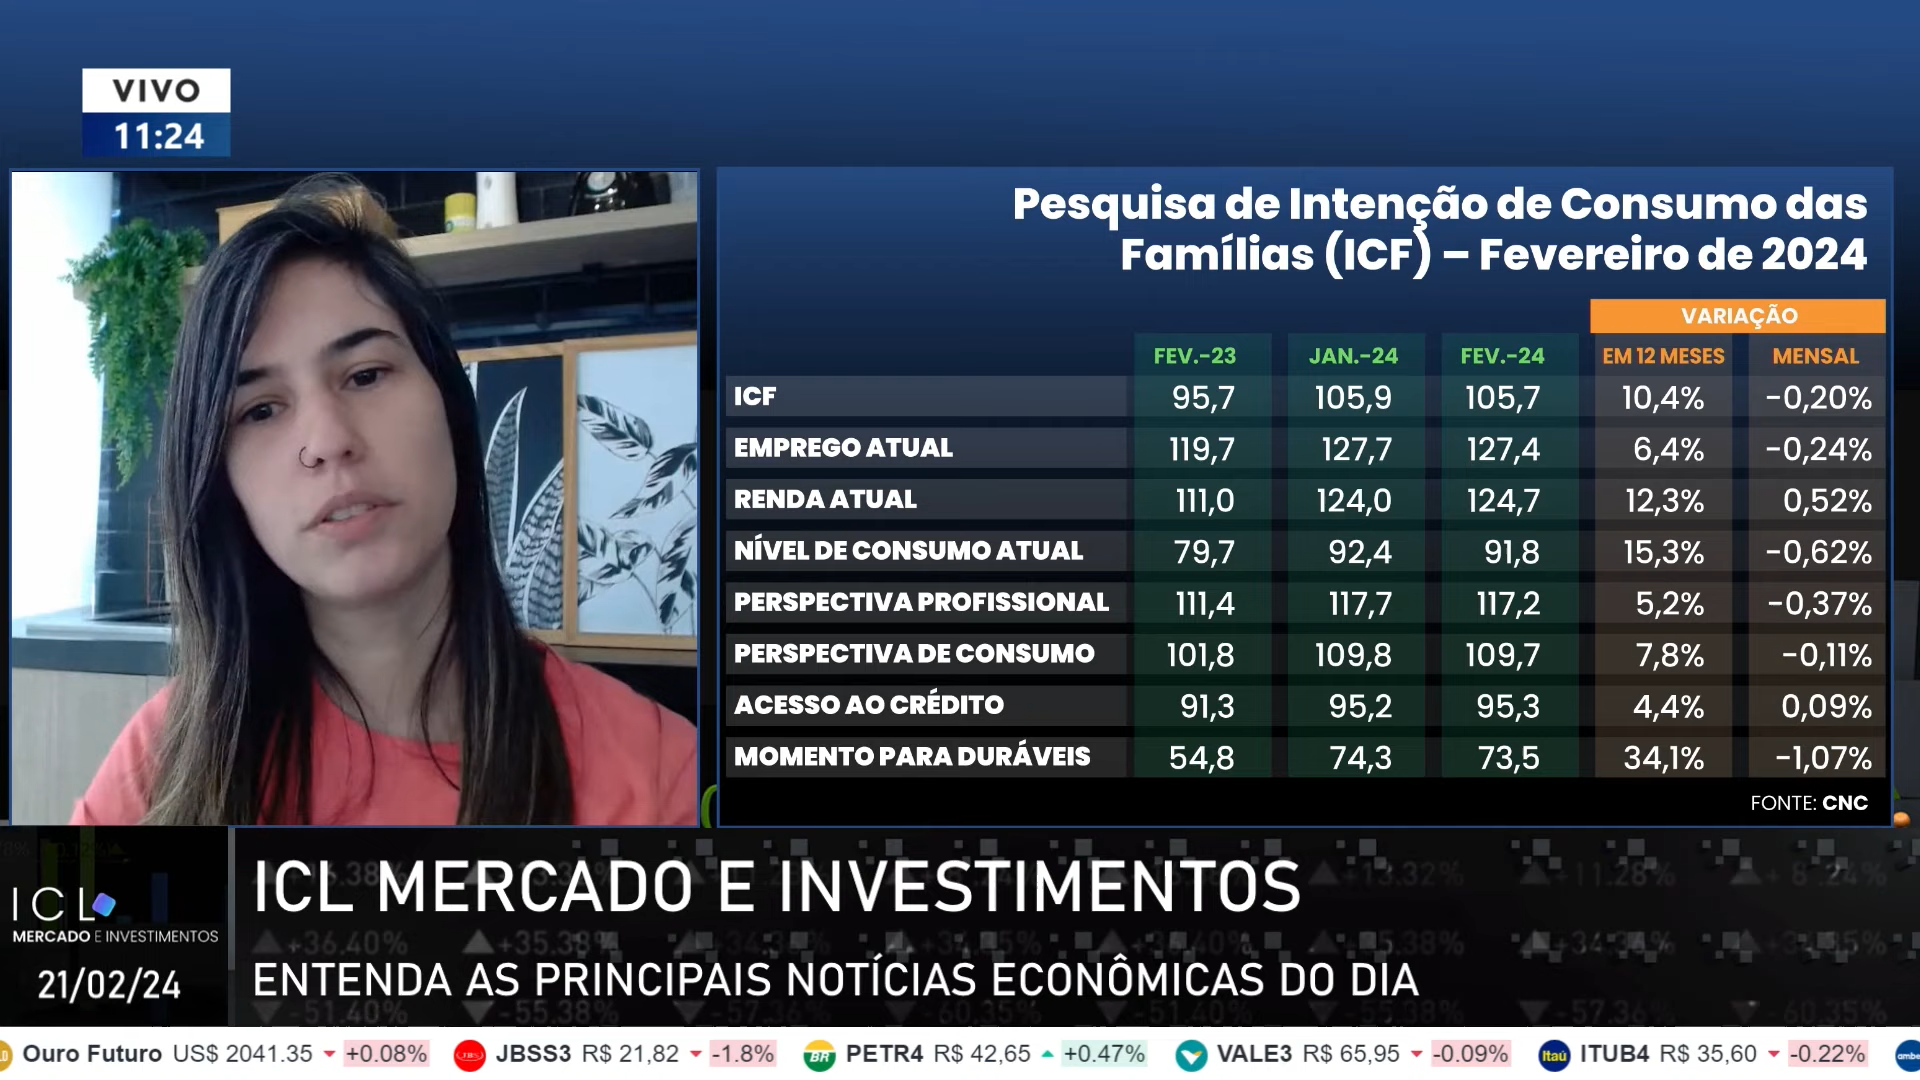 VIVO
11:24
Pesquisa de Intenção de Consumo das
Famílias (ICF) – Fevereiro de 2024
VARIAÇÃO
FEV.-23 JAN.-24 FEV.-24 EM 12 MESES MENSAL
ICF 95,7 105,9 105,7 10,4% -0,20%
EMPREGO ATUAL 119,7 127,7 127,4 6,4% -0,24%
RENDA ATUAL 111,0 124,0 124,7 12,3% 0,52%
NÍVEL DE CONSUMO ATUAL 79,7 92,4 91,8 15,3% -0,62%
PERSPECTIVA PROFISSIONAL 111,4 117,7 117,2 5,2% -0,37%
PERSPECTIVA DE CONSUMO 101,8 109,8 109,7 7,8% -0,11%
ACESSO AO CRÉDITO 91,3 95,2 95,3 4,4% 0,09%
MOMENTO PARA DURÁVEIS 54,8 74,3 73,5 34,1% -1,07%
FONTE: CNC
ICL MERCADO E INVESTIMENTOS
ICL
MERCADO E INVESTIMENTOS
21/02/24
ENTENDA AS PRINCIPAIS NOTÍCIAS ECONÔMICAS DO DIA
Ouro Futuro US$ 2041.35 +0.08% JBS JBSS3 R$ 21,82 -1.8% BR PETR4 R$ 42,65 +0.47% VALE3 R$ 65,95 -0.09% Itaú ITUB4 R$ 35,60 -0.22%